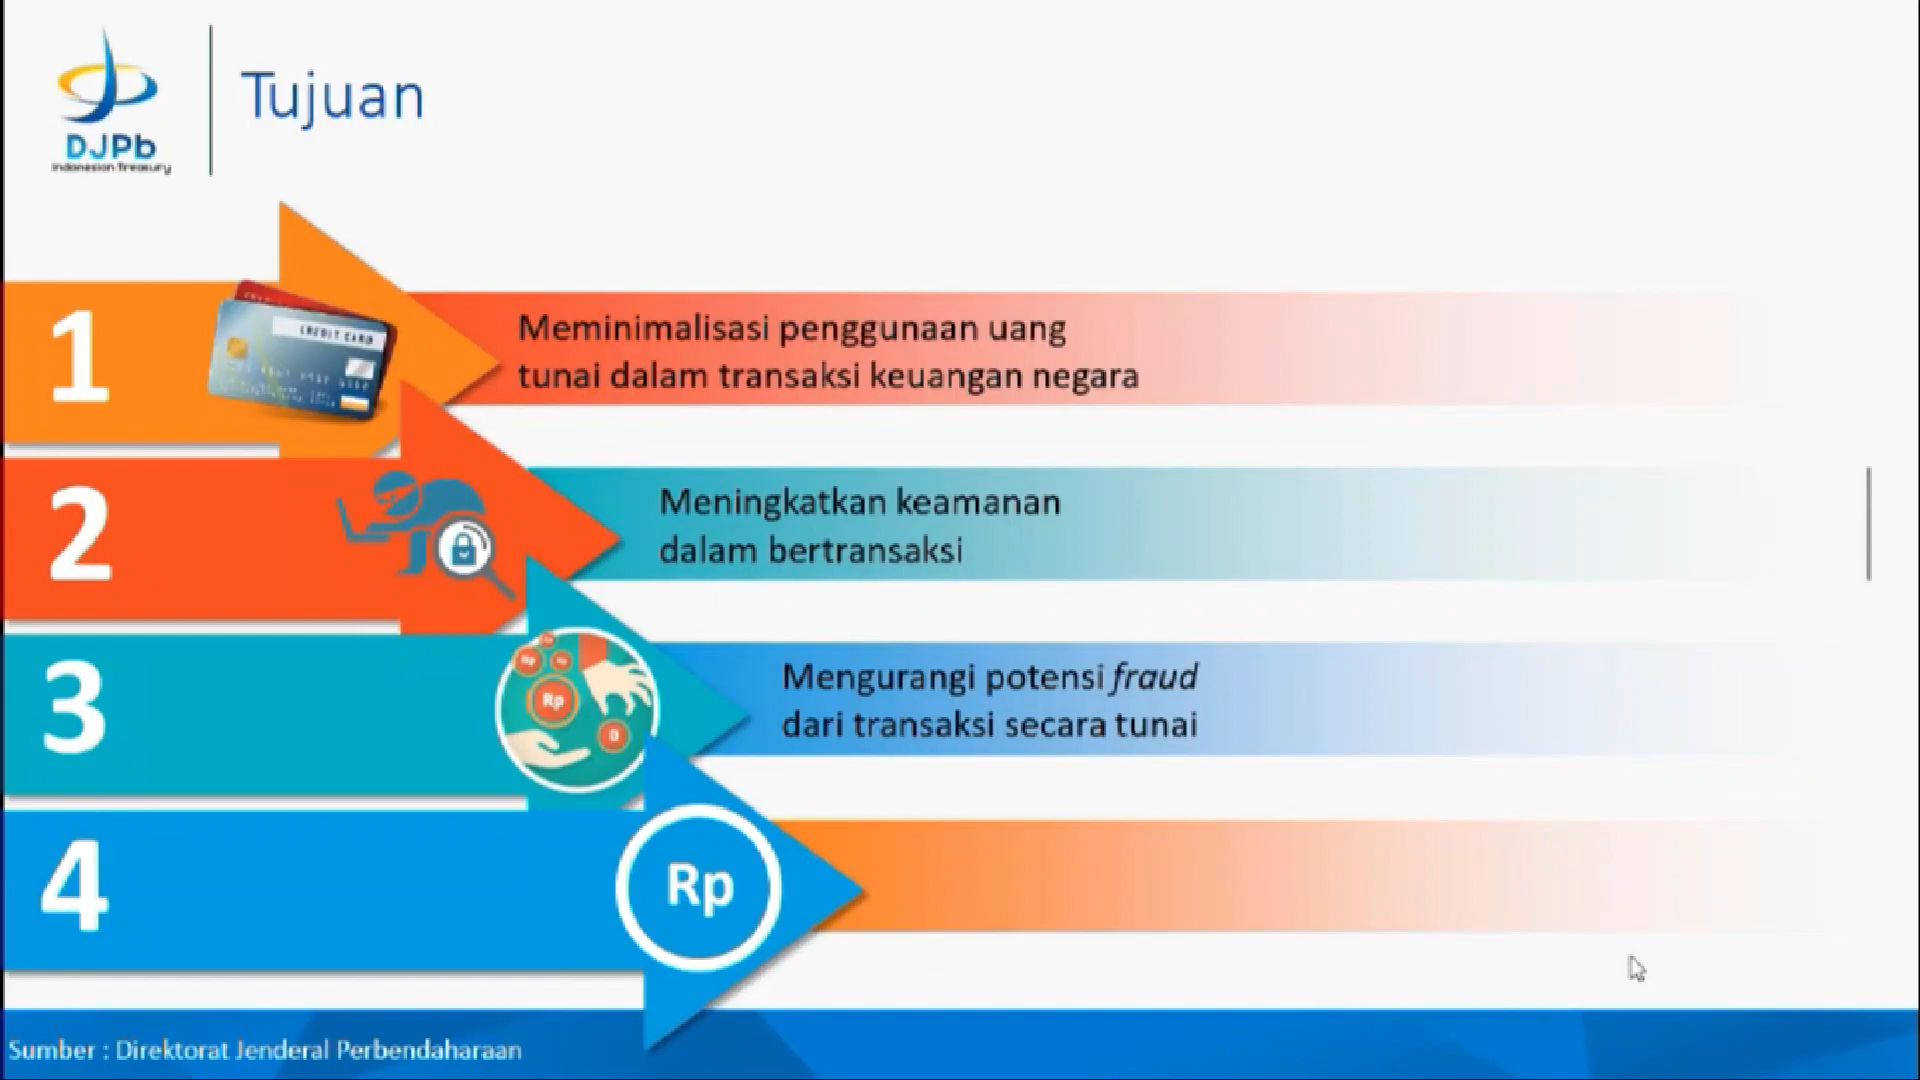 DJPb
Indonesian Treasury
Tujuan
1
CREDIT CARD
Meminimalisasi penggunaan uang
tunai dalam transaksi keuangan negara
2
Meningkatkan keamanan
dalam bertransaksi
3
Rp
Rp
Mengurangi potensi fraud
dari transaksi secara tunai
4
Rp
Sumber : Direktorat Jenderal Perbendaharaan